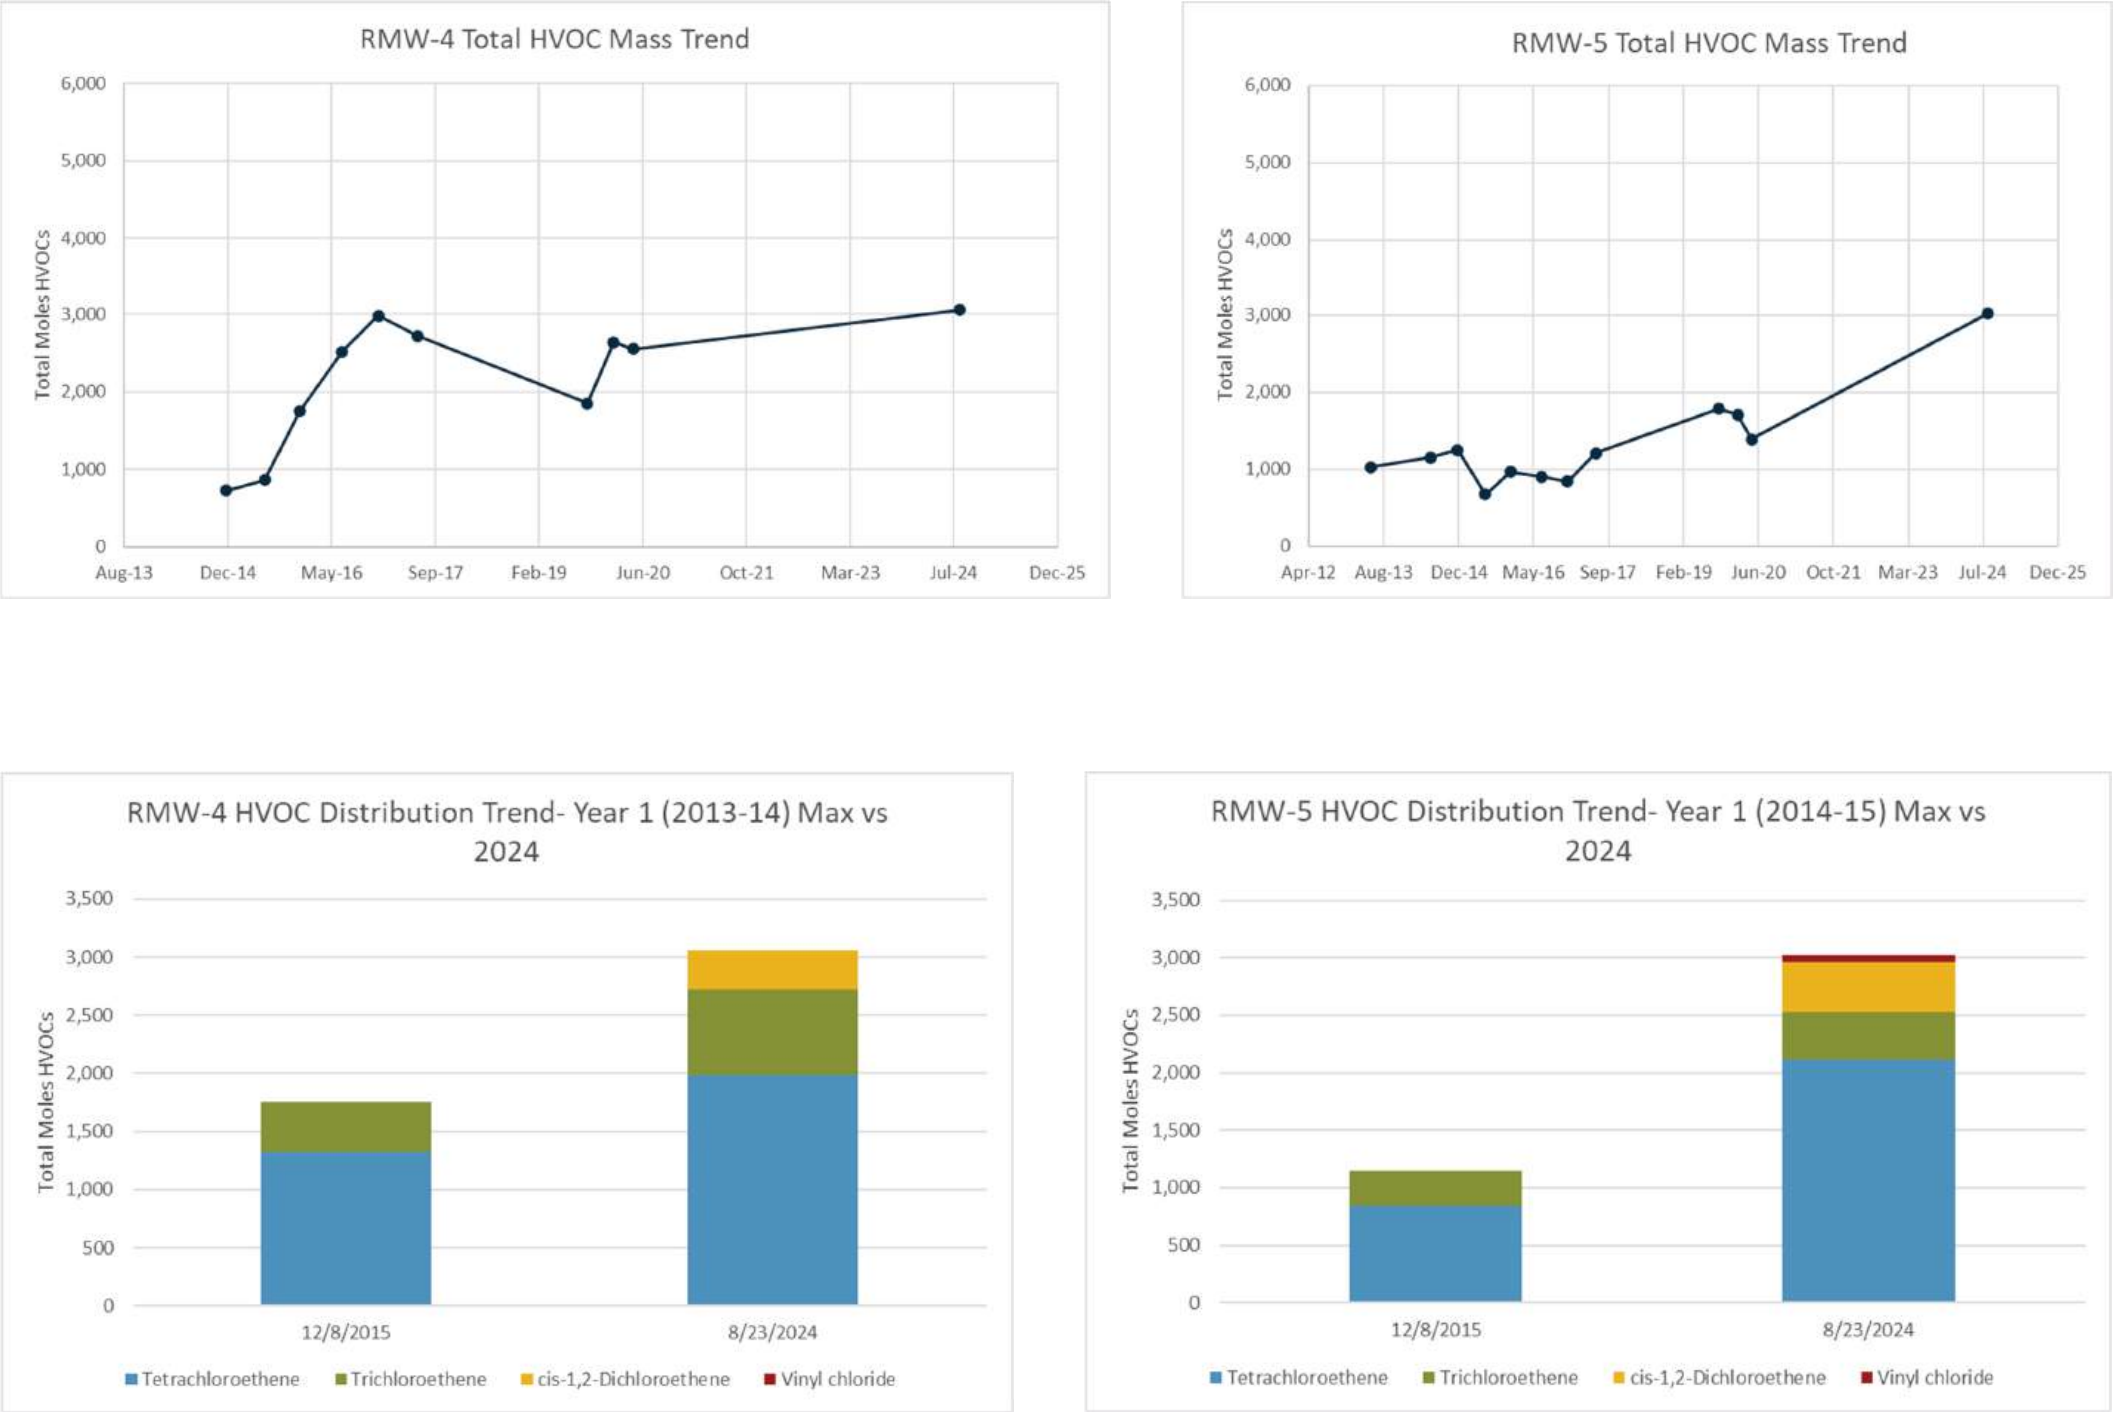 RMW-4 Total HVOC Mass Trend
6,000
5,000
4,000
3,000
2,000
1,000
0
Total Moles HVOCs
Aug-13 Dec-14 May-16 Sep-17 Feb-19 Jun-20 Oct-21 Mar-23 Jul-24 Dec-25
RMW-5 Total HVOC Mass Trend
6,000
5,000
4,000
3,000
2,000
1,000
0
Total Moles HVOCs
Apr-12 Aug-13 Dec-14 May-16 Sep-17 Feb-19 Jun-20 Oct-21 Mar-23 Jul-24 Dec-25
RMW-4 HVOC Distribution Trend- Year 1 (2013-14) Max vs
2024
3,500
3,000
2,500
2,000
1,500
1,000
500
0
Total Moles HVOCs
12/8/2015 8/23/2024
Tetrachloroethene Trichloroethene cis-1,2-Dichloroethene Vinyl chloride
RMW-5 HVOC Distribution Trend- Year 1 (2014-15) Max vs
2024
3,500
3,000
2,500
2,000
1,500
1,000
500
0
Total Moles HVOCs
12/8/2015 8/23/2024
Tetrachloroethene Trichloroethene cis-1,2-Dichloroethene Vinyl chloride